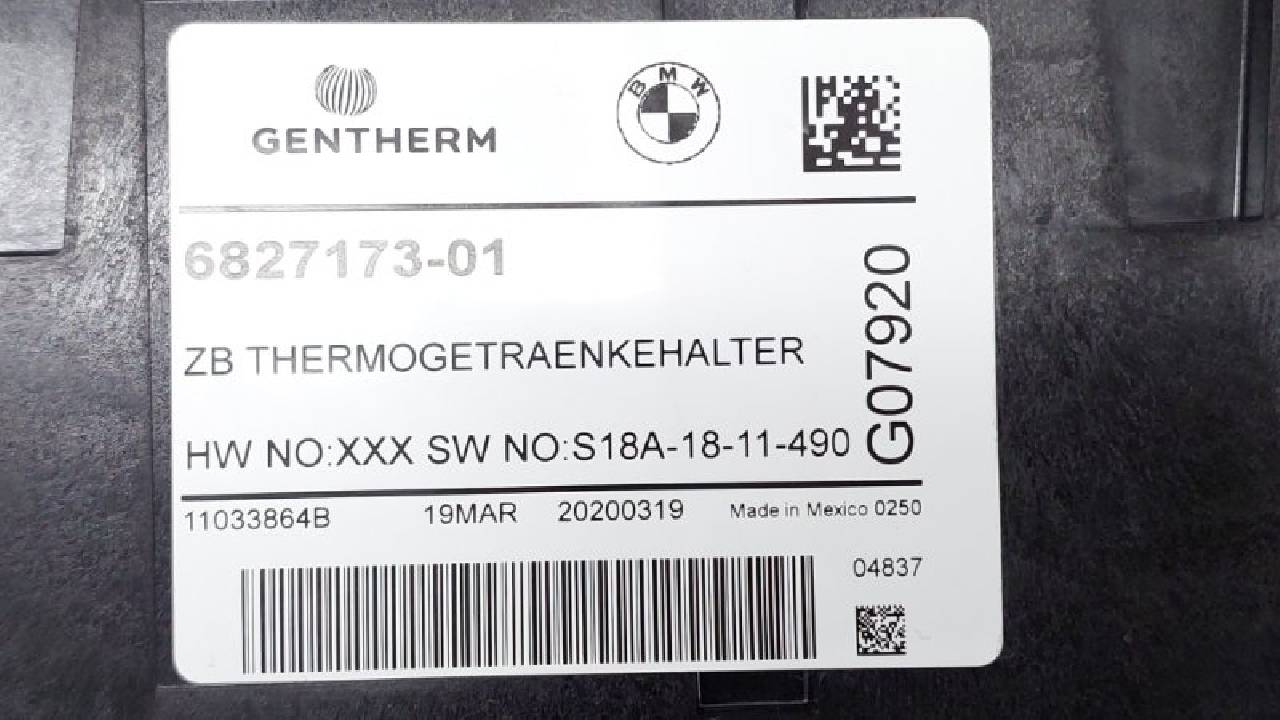 GENTHERM
BMW
6827173-01
ZB THERMOGETRAENKEHALTER
HW NO:XXX SW NO:S18A-18-11-490
G07920
11033864B 19MAR 20200319 Made in Mexico 0250
04837